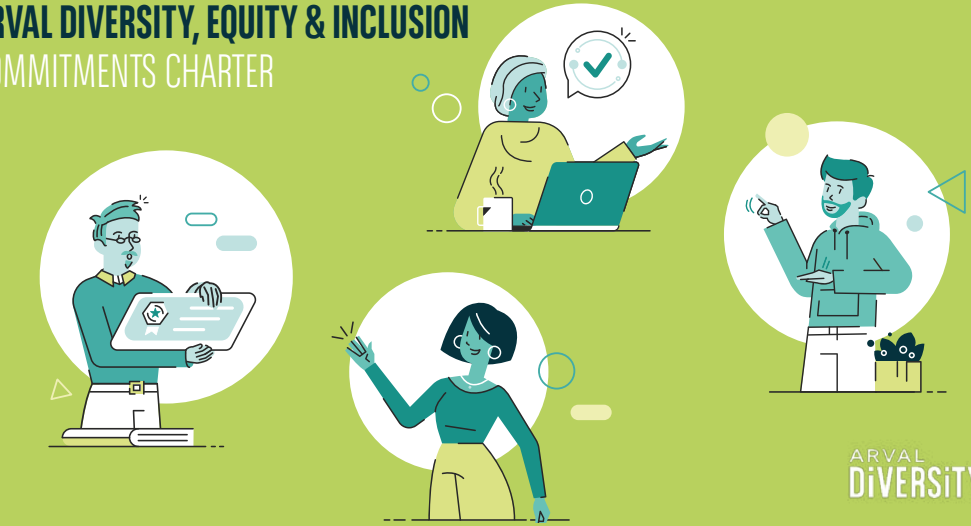 RVAL DIVERSITY, EQUITY & INCLUSION
OMMITMENTS CHARTER
ARVAL
DiVERSiTY